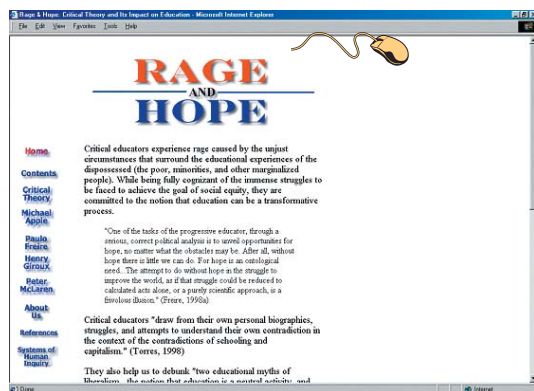 Rage & Hope: Critical Theory and Its Impact on Education - Microsoft Internet Explorer
File Edit View Favorites Tools Help
RAGE
AND
HOPE
Home
Contents
Critical
Theory
Michael
Apple
Paulo
Freire
Henry
Giroux
Peter
McLaren
About
Us
References
Systems of
Human
Inquiry
Critical educators experience rage caused by the unjust
circumstances that surround the educational experiences of the
dispossessed (the poor, minorities, and other marginalized
people). While being fully cognizant of the immense struggles to
be faced to achieve the goal of social equity, they are
committed to the notion that education can be a transformative
process.
"One of the tasks of the progressive educator, through a
serious, correct political analysis is to unveil opportunities for
hope, no matter what the obstacles may be. After all, without
hope there is little we can do. For hope is an ontological
need...The attempt to do without hope in the struggle to
improve the world, as if that struggle could be reduced to
calculated acts alone, or a purely scientific approach, is a
frivolous illusion." (Freire, 1998a)
Critical educators "draw from their own personal biographies,
struggles, and attempts to understand their own contradiction in
the context of the contradictions of schooling and
capitalism." (Torres, 1998)
They also help us to debunk "two educational myths of
liberalism...the notion that education is a neutral activity, and
Done
Internet